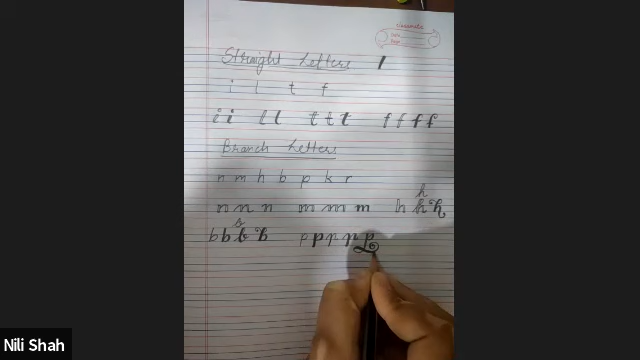 Straight Letters
i l t f
i i l l t t t f f f f
Branch Letters
n m h b p k r
h
n n n m m m h h h
b
b b b b p p p p p
Nili Shah